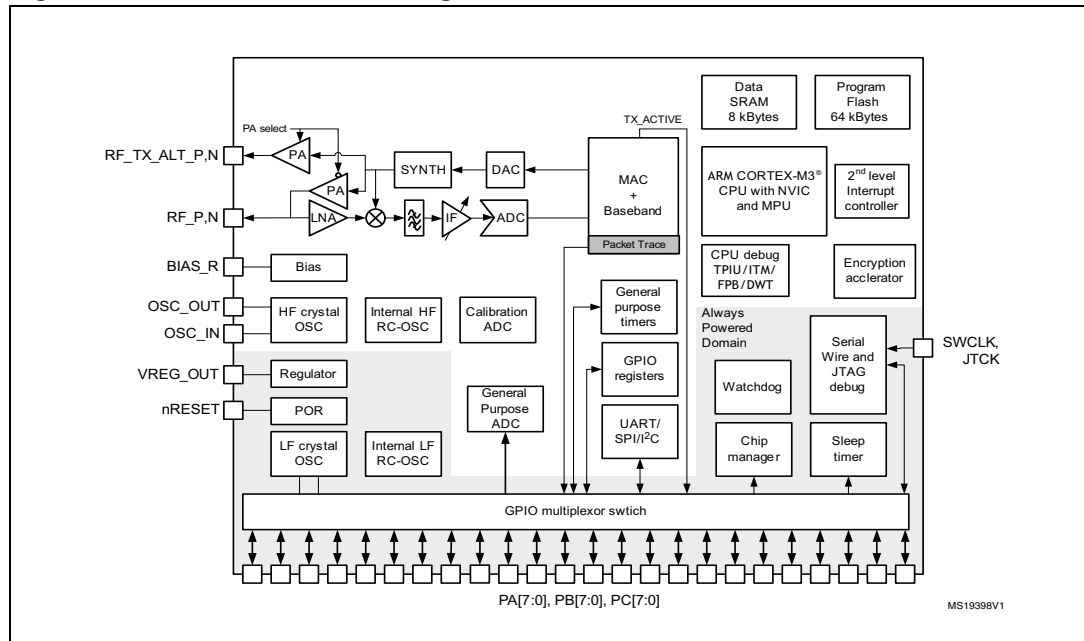 PA select
RF_TX_ALT_P,N
PA
PA
RF_P,N
LNA
SYNTH
DAC
IF
ADC
TX_ACTIVE
MAC
+
Baseband
Packet Trace
Data
SRAM
8 kBytes
Program
Flash
64 kBytes
ARM CORTEX-M3®
CPU with NVIC
and MPU
2nd level
Interrupt
controller
CPU debug
TPIU/ITM/
FPB/DWT
Encryption
acclerator
BIAS_R
Bias
OSC_OUT
OSC_IN
HF crystal
OSC
Internal HF
RC-OSC
Calibration
ADC
General
purpose
timers
Always
Powered
Domain
Serial
Wire and
JTAG
debug
SWCLK,
JTCK
VREG_OUT
Regulator
GPIO
registers
Watchdog
nRESET
POR
General
Purpose
ADC
UART/
SPI/I2C
Chip
manager
Sleep
timer
LF crystal
OSC
Internal LF
RC-OSC
GPIO multiplexor swtich
PA[7:0], PB[7:0], PC[7:0]
MS19398V1